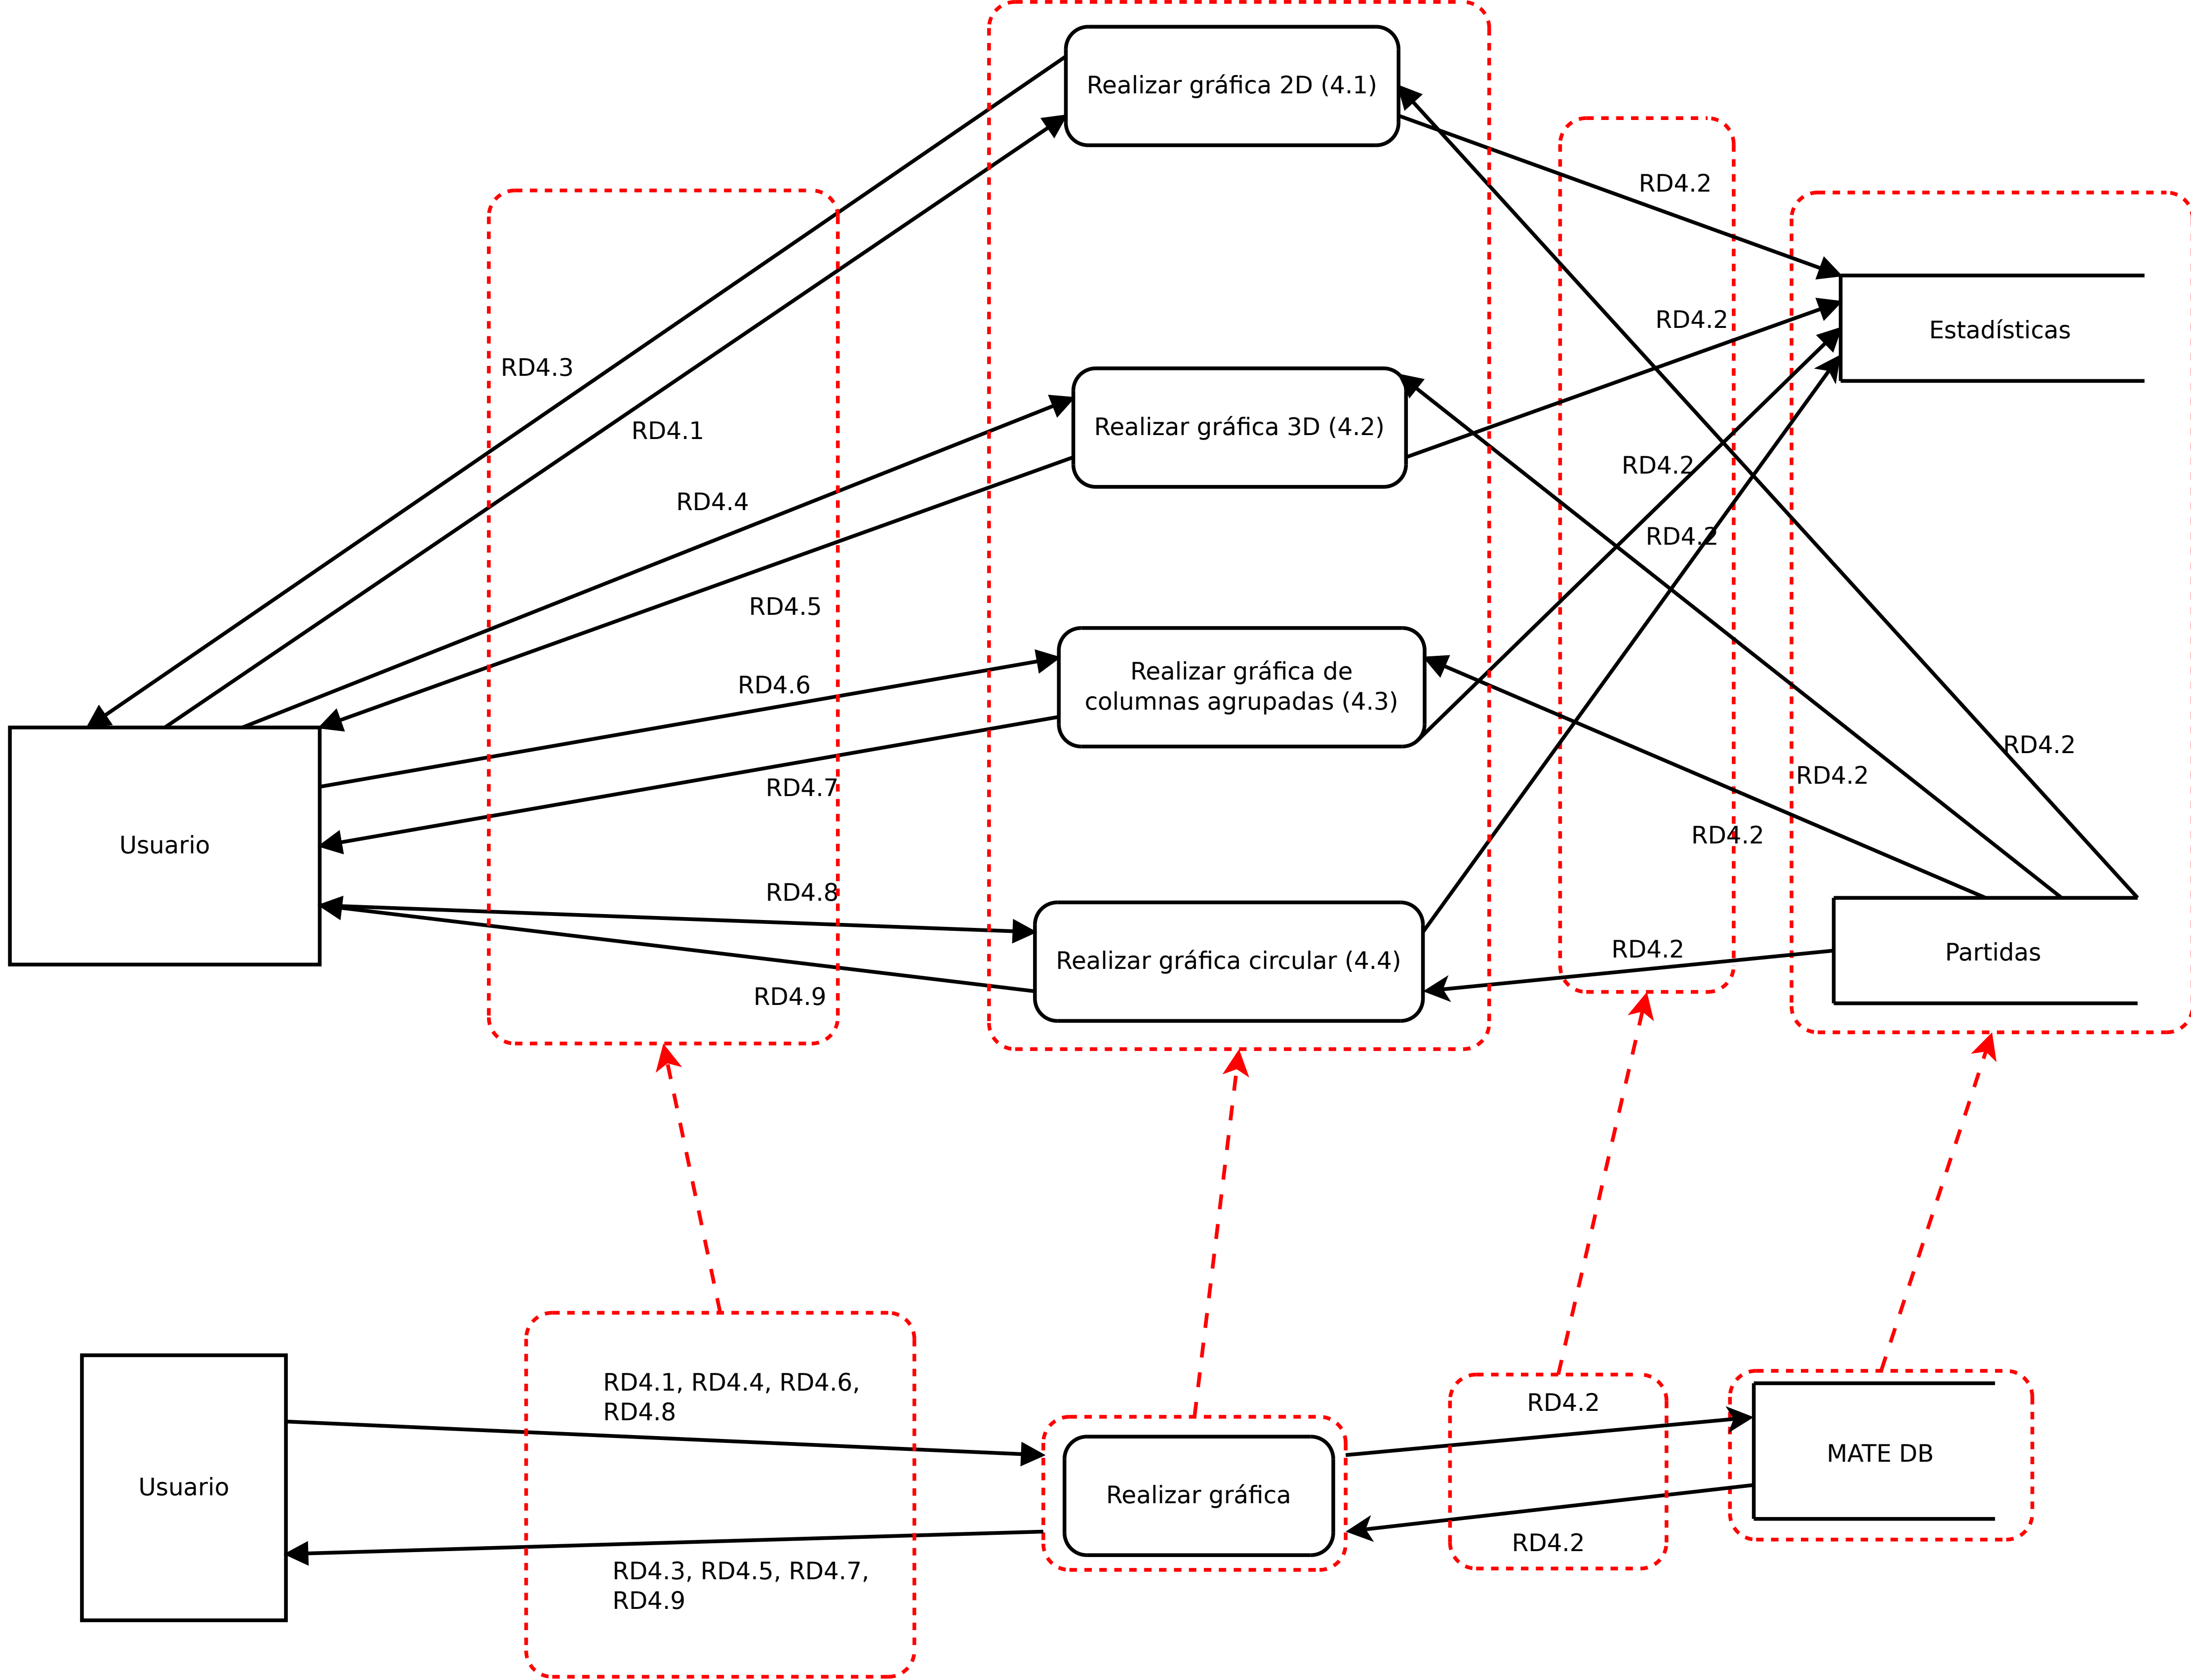 Realizar gráfica 2D (4.1)
RD4.2
RD4.2
Estadísticas
RD4.3
RD4.1
Realizar gráfica 3D (4.2)
RD4.2
RD4.4
RD4.2
RD4.5
Realizar gráfica de
columnas agrupadas (4.3)
RD4.6
RD4.2
RD4.2
RD4.7
RD4.2
Usuario
RD4.8
RD4.2
Partidas
Realizar gráfica circular (4.4)
RD4.9
RD4.1, RD4.4, RD4.6,
RD4.8
RD4.2
MATE DB
Usuario
Realizar gráfica
RD4.2
RD4.3, RD4.5, RD4.7,
RD4.9